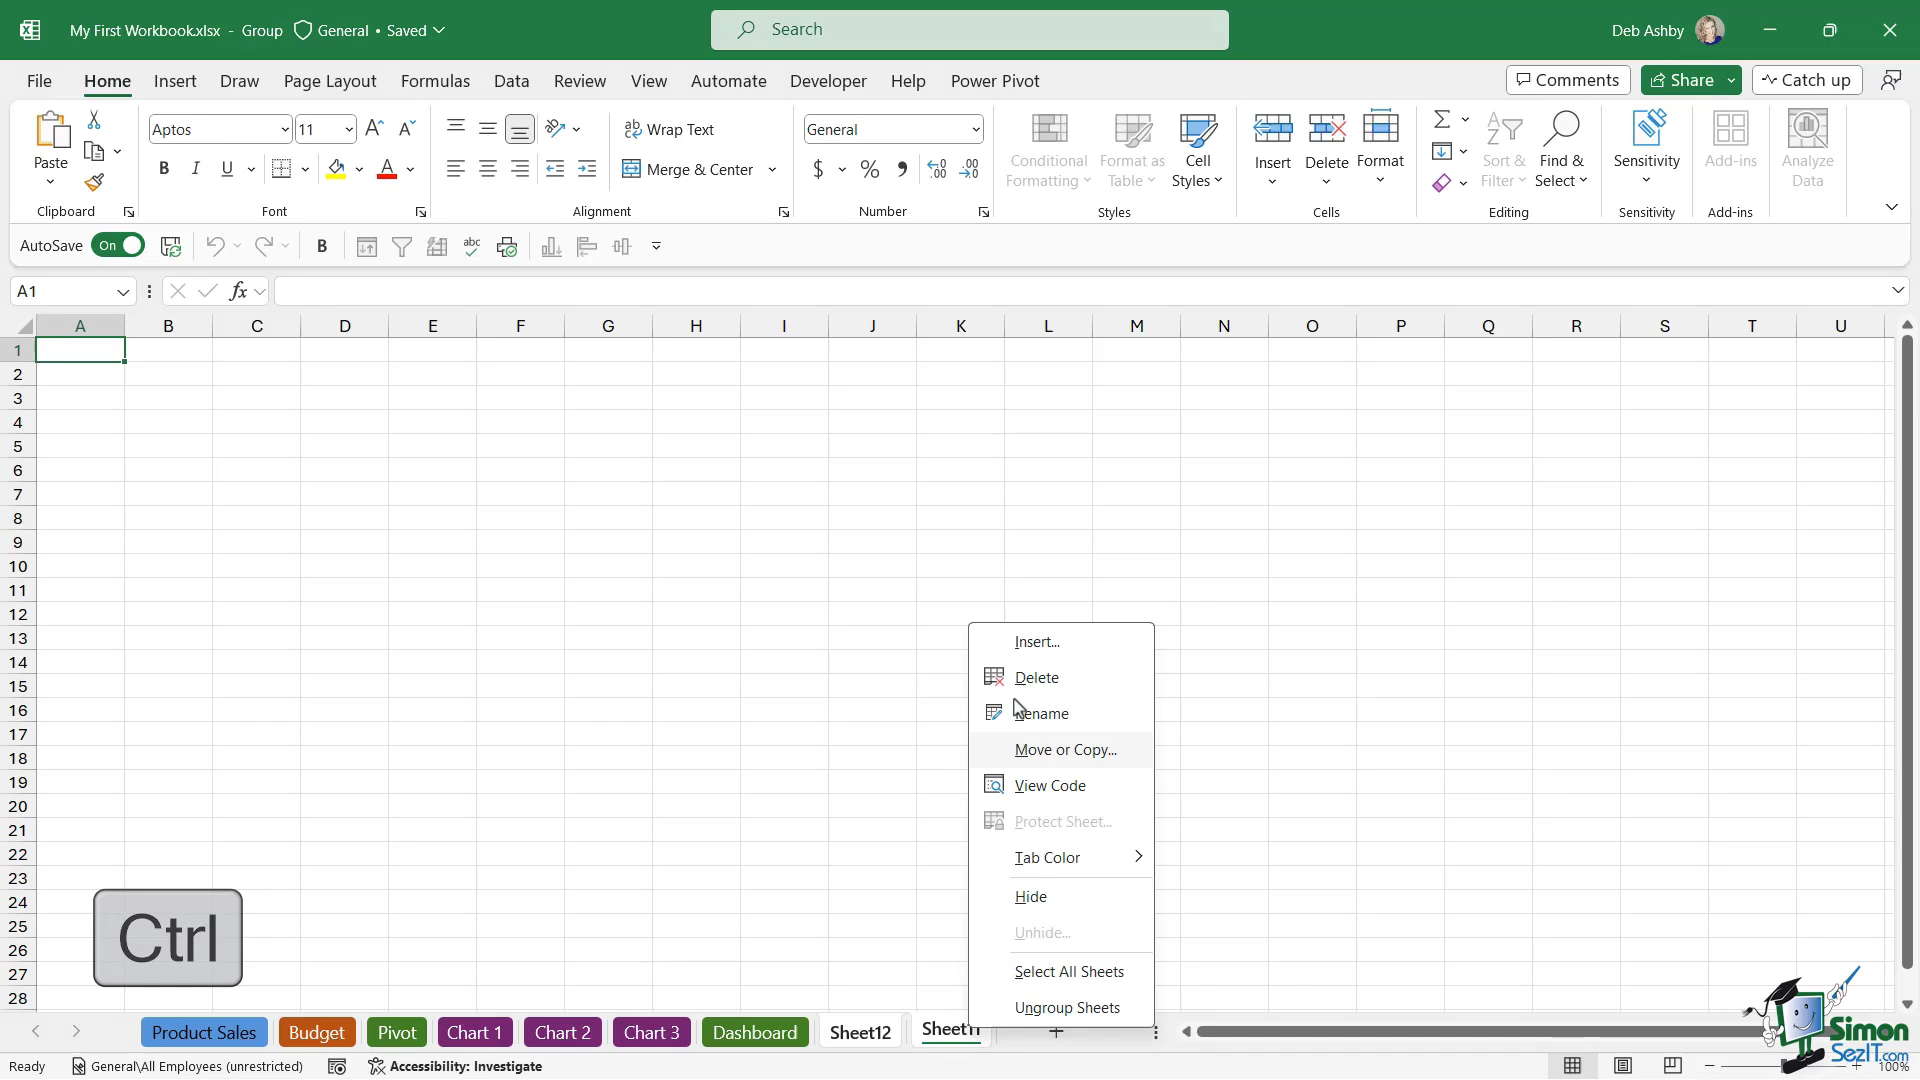 My First Workbook.xlsx - Group General • Saved
Search
Deb Ashby
File Home Insert Draw Page Layout Formulas Data Review View Automate Developer Help Power Pivot
Comments Share Catch up
Paste
Clipboard
Aptos 11
B I U A
Font
Wrap Text
Merge & Center
Alignment
General
$ % ,
Number
Conditional Formatting
Format as Table
Cell Styles
Styles
Insert Delete Format
Cells
Sort & Filter
Find & Select
Editing
Sensitivity
Sensitivity
Add-ins
Add-ins
Analyze Data
AutoSave On B abc
A1 fx
A B C D E F G H I J K L M N O P Q R S T U
1
2
3
4
5
6
7
8
9
10
11
12
13
14
15
16
17
18
19
20
21
22
23
24
25
26
27
28
Insert...
Delete
Rename
Move or Copy...
View Code
Protect Sheet...
Tab Color
Hide
Unhide...
Select All Sheets
Ungroup Sheets
Ctrl
Product Sales Budget Pivot Chart 1 Chart 2 Chart 3 Dashboard Sheet12 Sheet11
Simon
SezIT.com
Ready General\All Employees (unrestricted) Accessibility: Investigate 100%